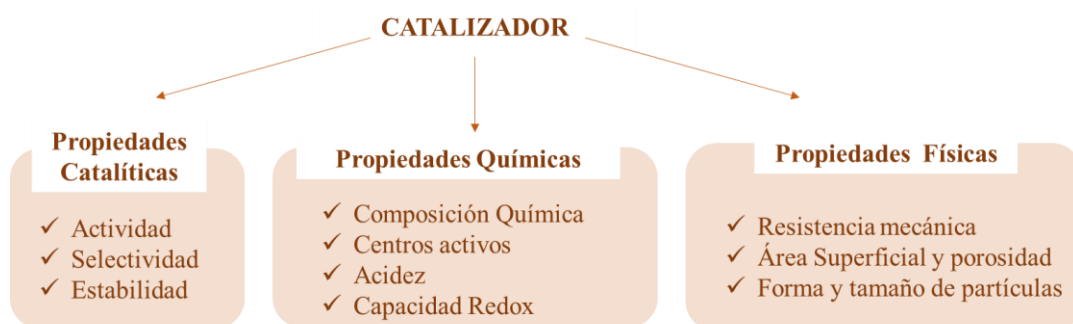 CATALIZADOR
Propiedades
Catalíticas
✓ Actividad
✓ Selectividad
✓ Estabilidad
Propiedades Químicas
✓ Composición Química
✓ Centros activos
✓ Acidez
✓ Capacidad Redox
Propiedades Físicas
✓ Resistencia mecánica
✓ Área Superficial y porosidad
✓ Forma y tamaño de partículas